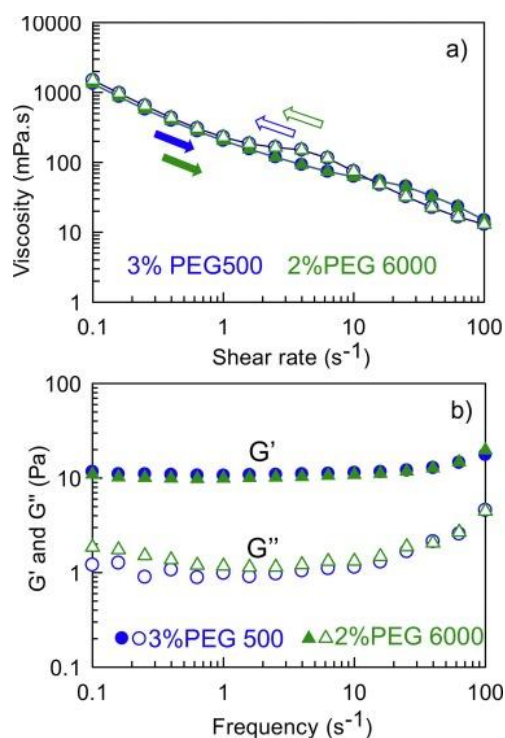 10000
a)
1000
100
10
1
Viscosity (mPa.s)
3% PEG500 2%PEG 6000
0.1 1 10 100
Shear rate (s⁻¹)
100
b)
G'
10
G' and G" (Pa)
G"
1
3%PEG 500 2%PEG 6000
0.1
0.1 1 10 100
Frequency (s⁻¹)